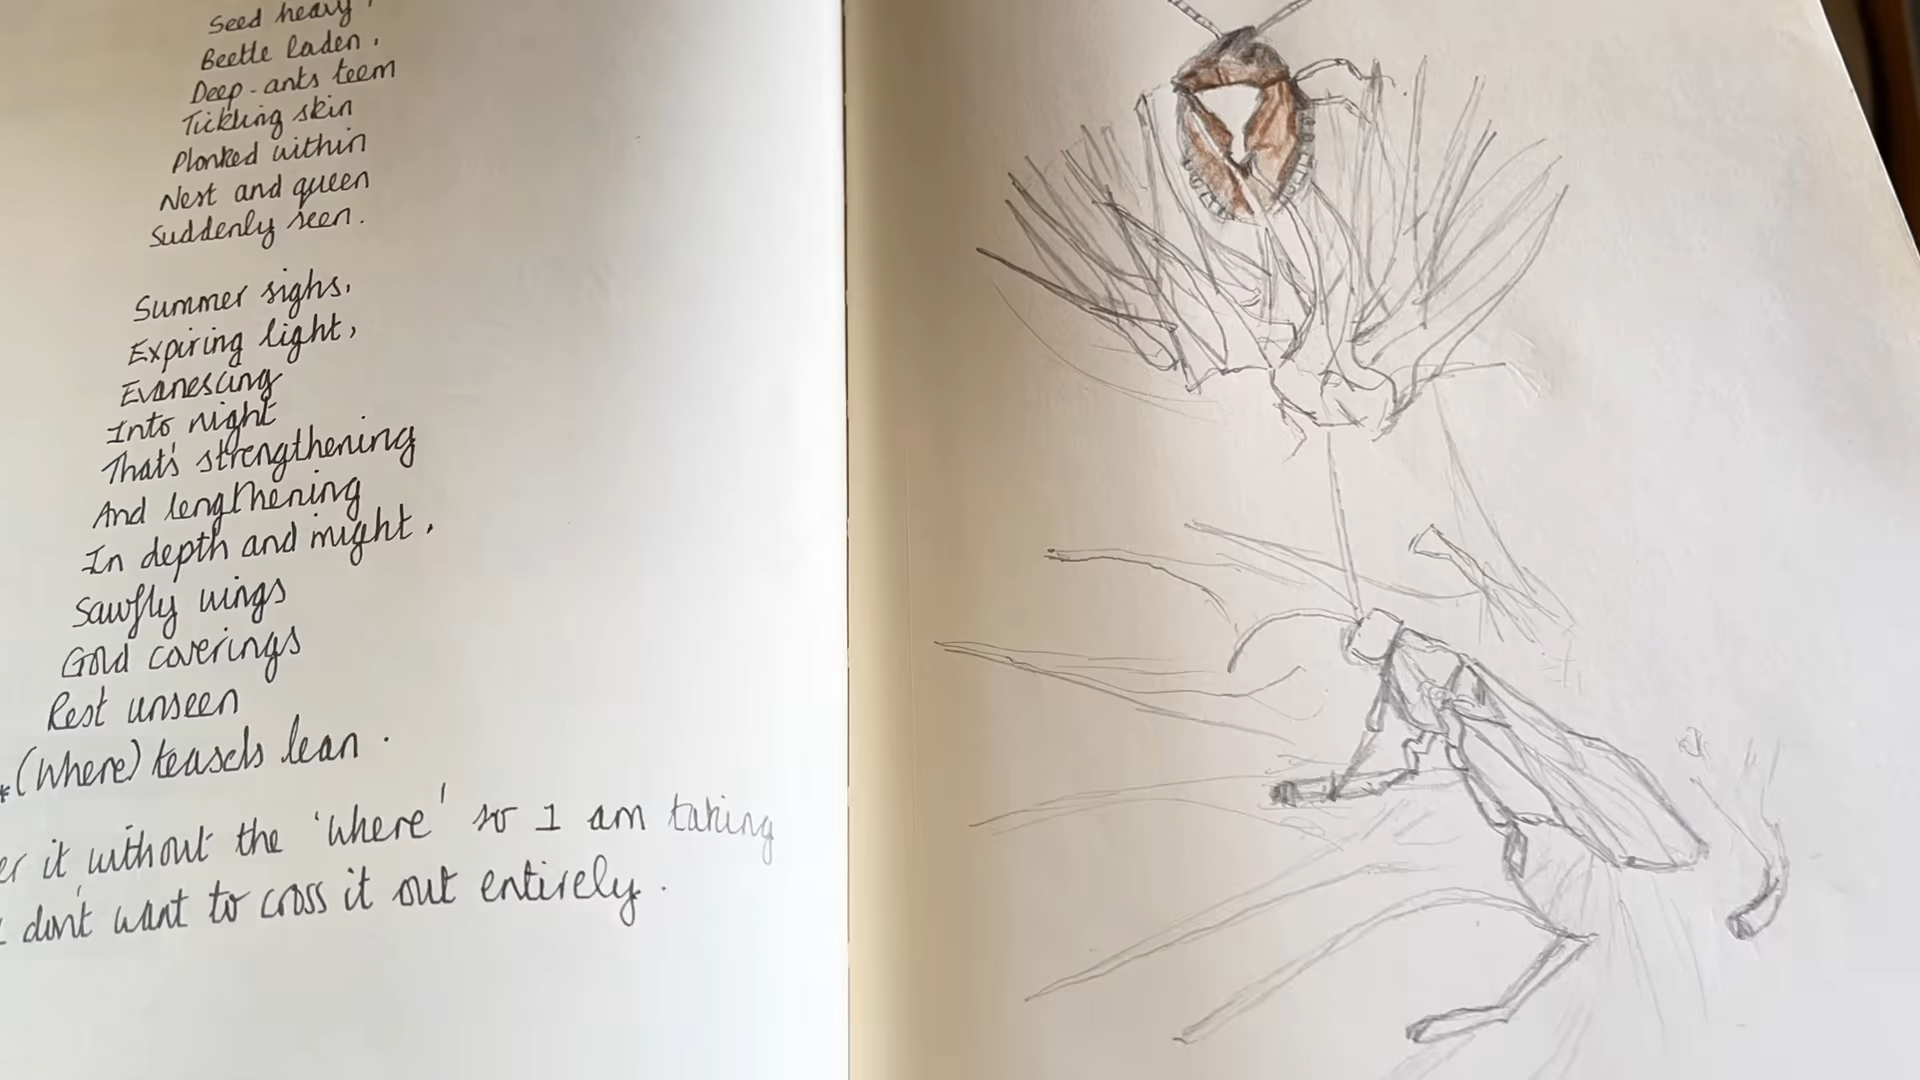 Seed heavy,
Beetle laden,
Deep-ants teem
Tickling skin
Plonked within
Nest and queen
Suddenly seen.
Summer sighs,
Expiring light,
Evanescing
Into night
That's strengthening
And lengthening
In depth and might,
Sawfly wings
Gold coverings
Rest unseen
*(Where) teasels lean.
it without the 'where' so I am taking
I don't want to cross it out entirely.